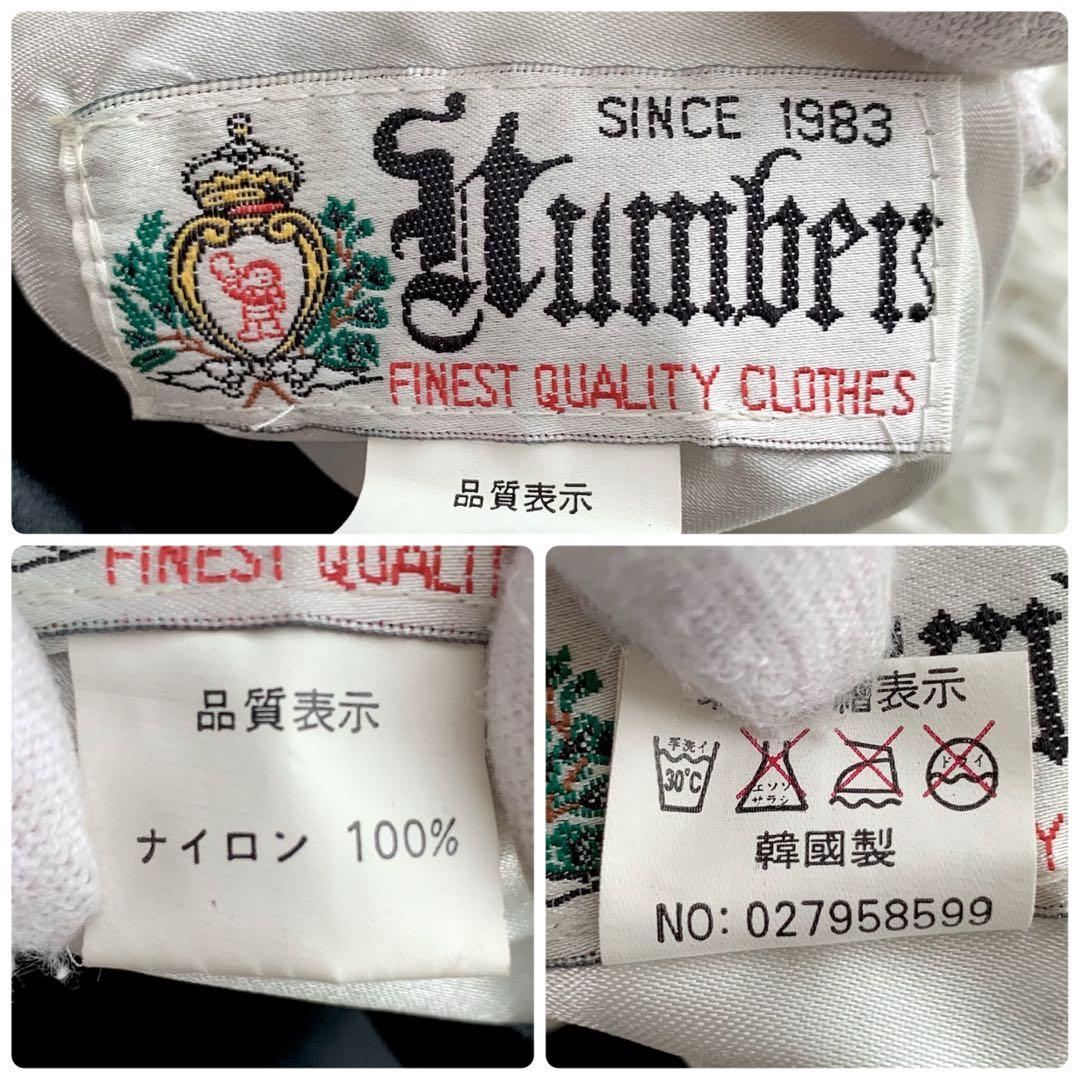 SINCE 1983
Numbers
FINEST QUALITY CLOTHES
品質表示
FINEST QUALI
品質表示
ナイロン 100%
表示
手洗イ
30℃
エンソ
サラシ
ドライ
韓國製
NO: 027958599
Y